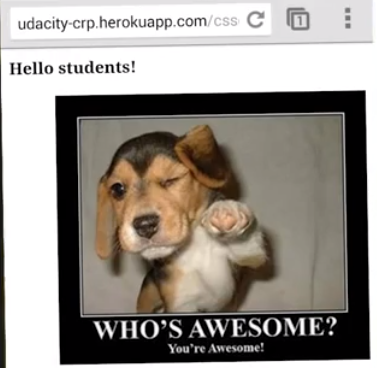 udacity-crp.herokuapp.com/css
1
Hello students!
WHO'S AWESOME?
You're Awesome!